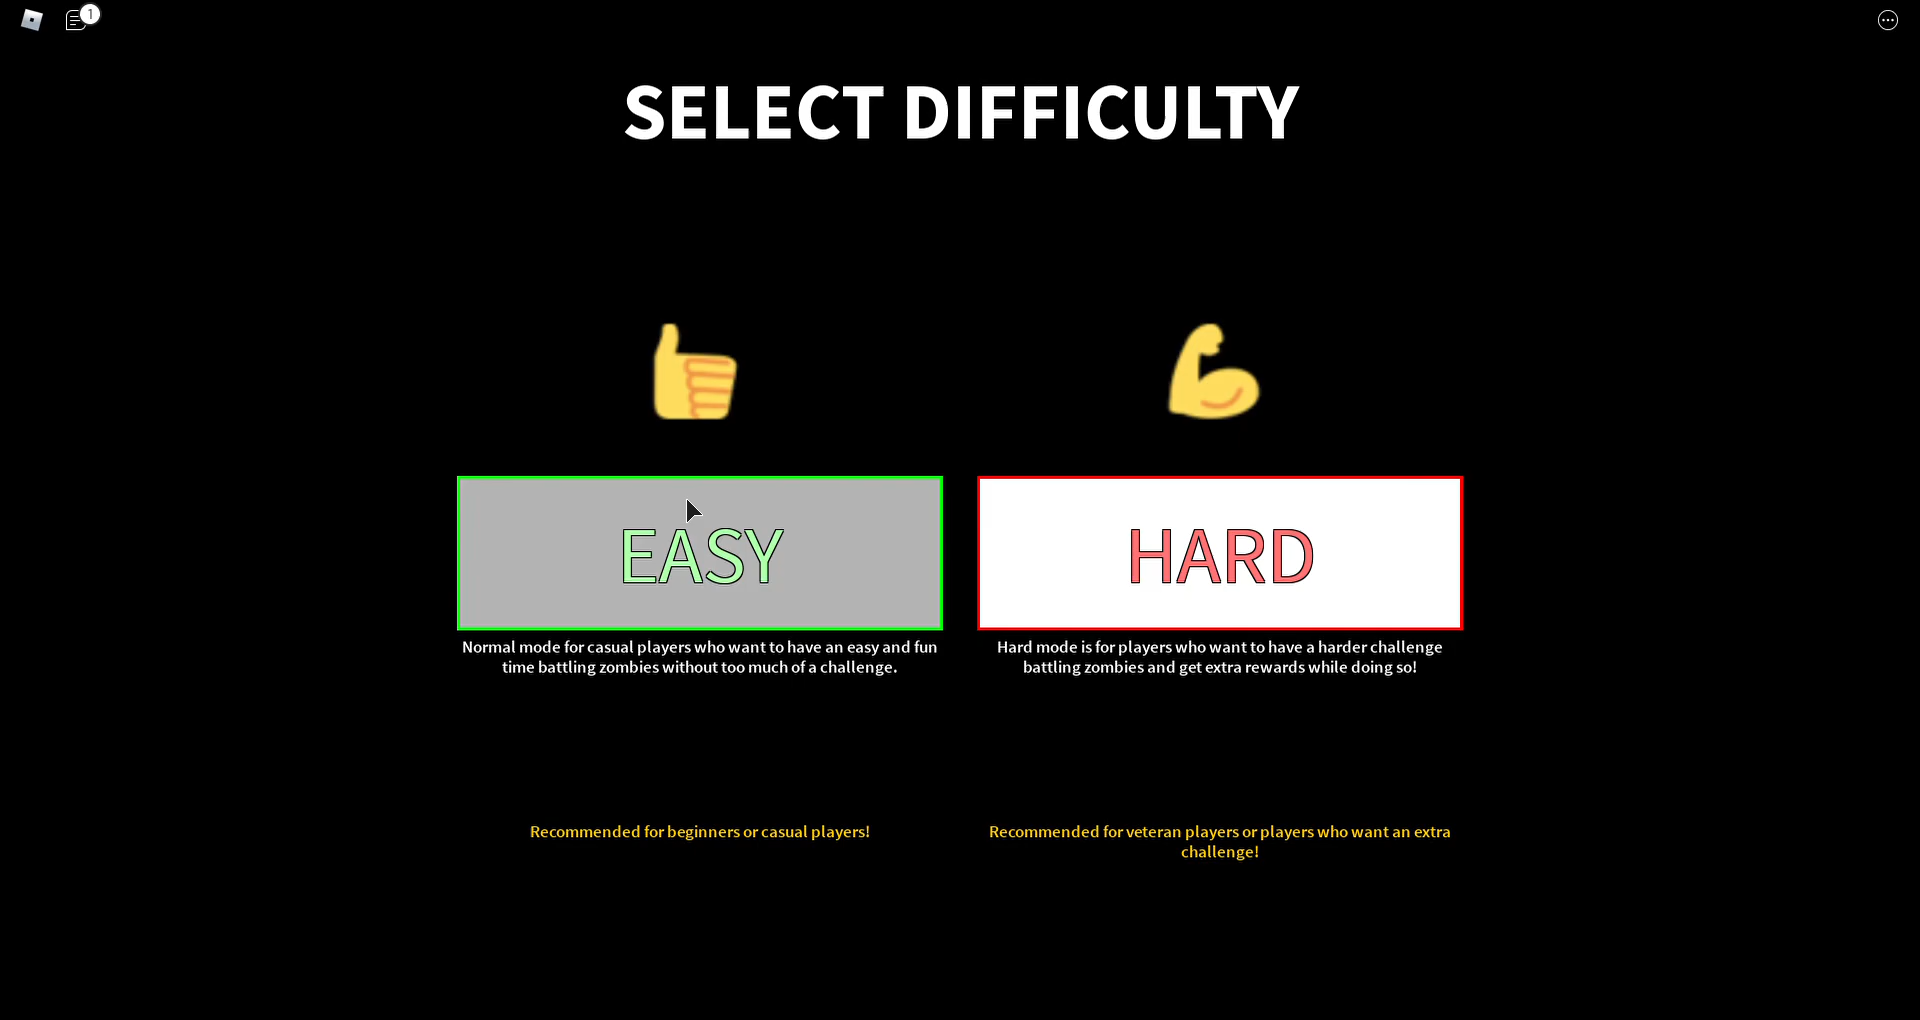 1
SELECT DIFFICULTY
EASY
HARD
Normal mode for casual players who want to have an easy and fun
time battling zombies without too much of a challenge.
Hard mode is for players who want to have a harder challenge
battling zombies and get extra rewards while doing so!
Recommended for beginners or casual players!
Recommended for veteran players or players who want an extra
challenge!